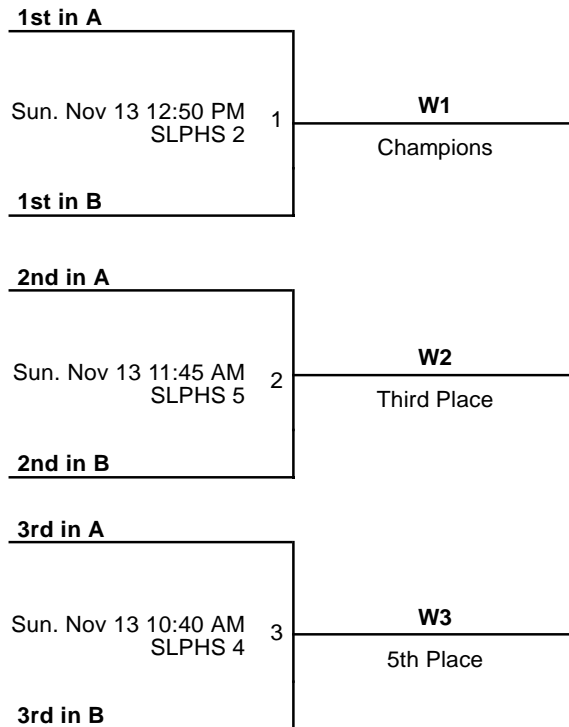 1st in A
Sun. Nov 13 12:50 PM
SLPHS 2
1
W1
Champions
1st in B
2nd in A
Sun. Nov 13 11:45 AM
SLPHS 5
2
W2
Third Place
2nd in B
3rd in A
Sun. Nov 13 10:40 AM
SLPHS 4
3
W3
5th Place
3rd in B